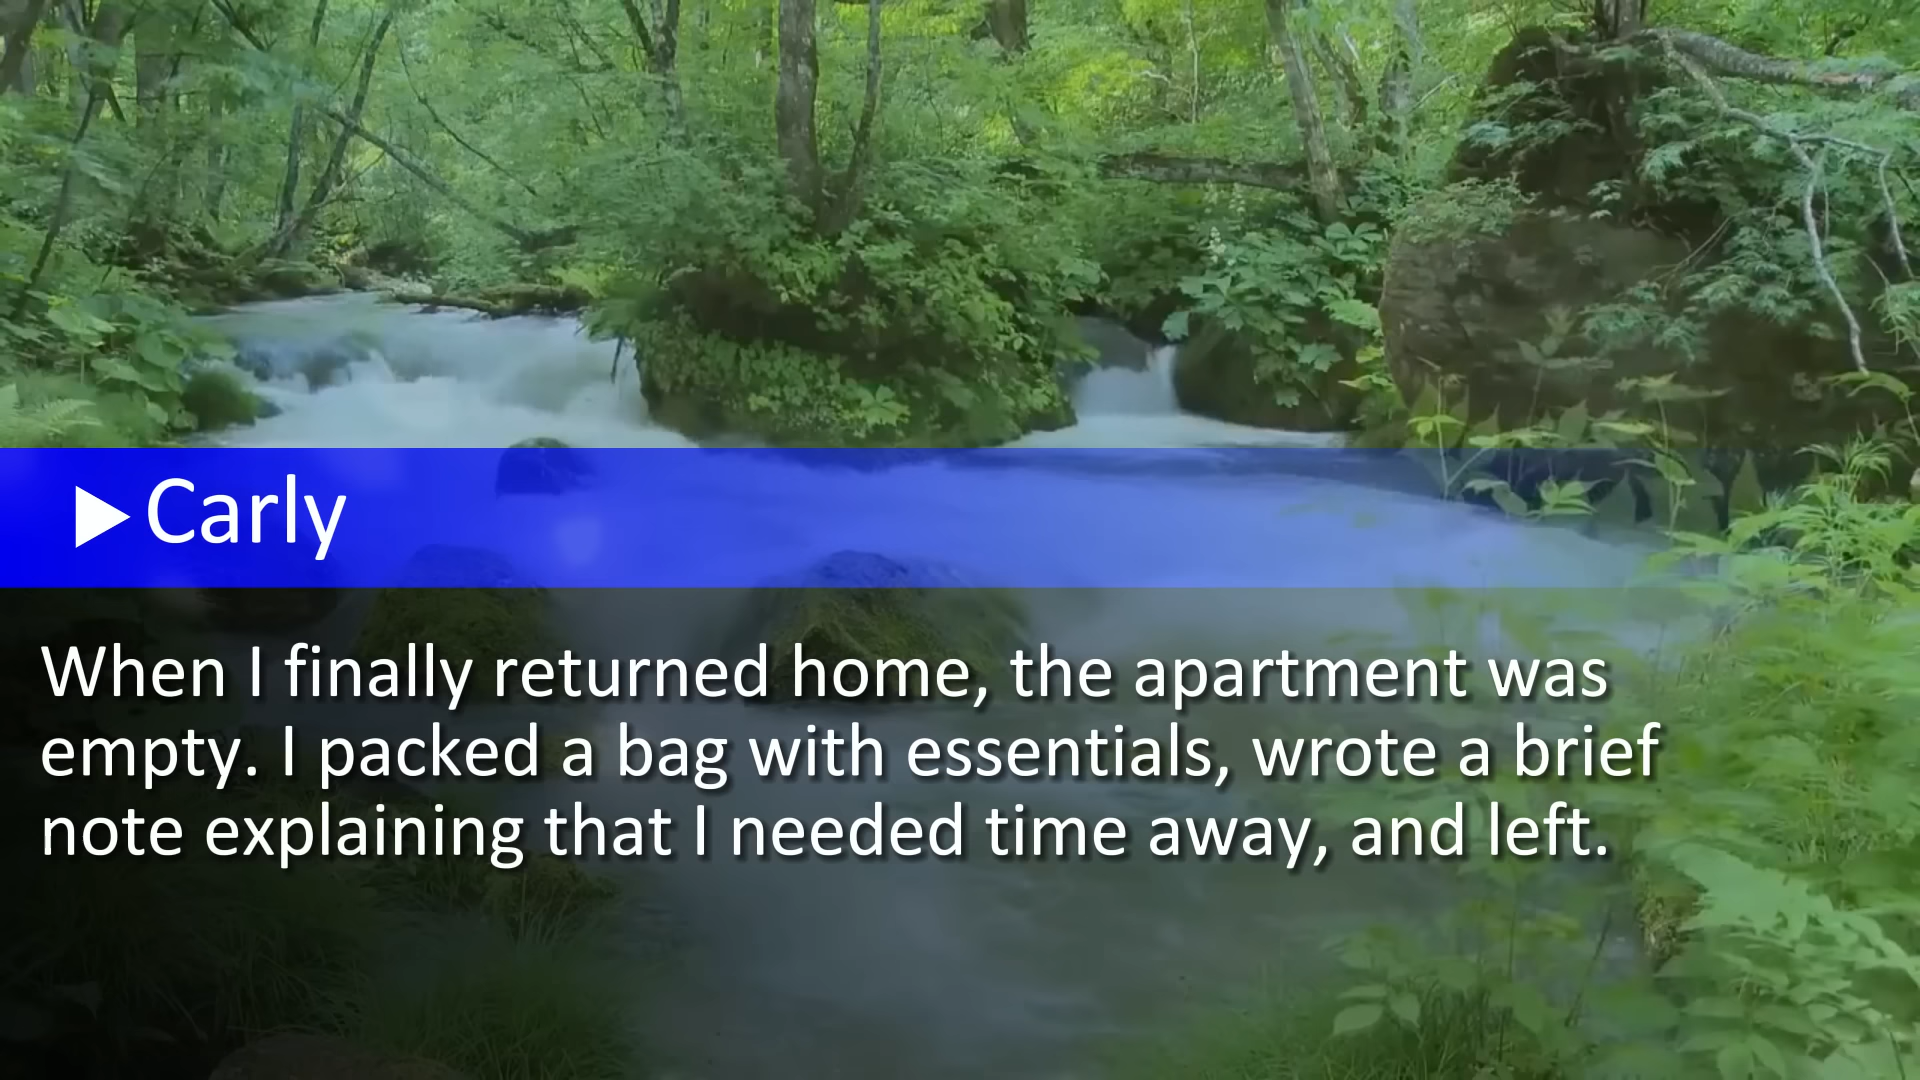 Carly
When I finally returned home, the apartment was
empty. I packed a bag with essentials, wrote a brief
note explaining that I needed time away, and left.